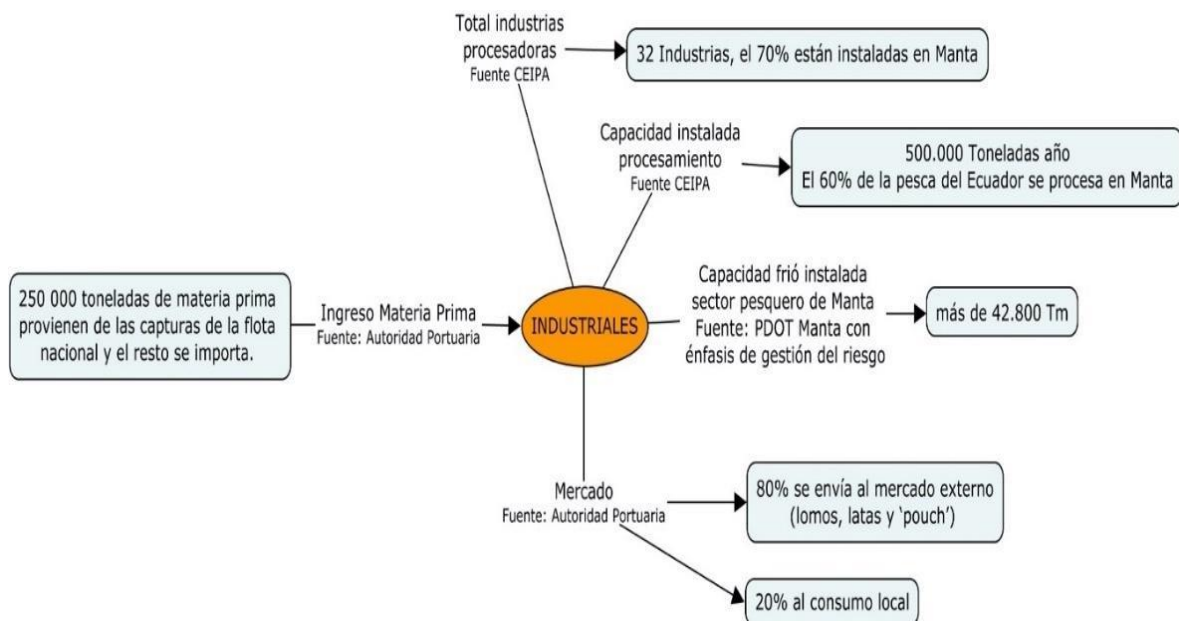 Total industrias
procesadoras
Fuente CEIPA
32 Industrias, el 70% están instaladas en Manta
Capacidad instalada
procesamiento
Fuente CEIPA
500.000 Toneladas año
El 60% de la pesca del Ecuador se procesa en Manta
250 000 toneladas de materia prima
provienen de las capturas de la flota
nacional y el resto se importa.
Ingreso Materia Prima
Fuente: Autoridad Portuaria
INDUSTRIALES
Capacidad frió instalada
sector pesquero de Manta
Fuente: PDOT Manta con
énfasis de gestión del riesgo
más de 42.800 Tm
Mercado
Fuente: Autoridad Portuaria
80% se envía al mercado externo
(lomos, latas y ‘pouch’)
20% al consumo local